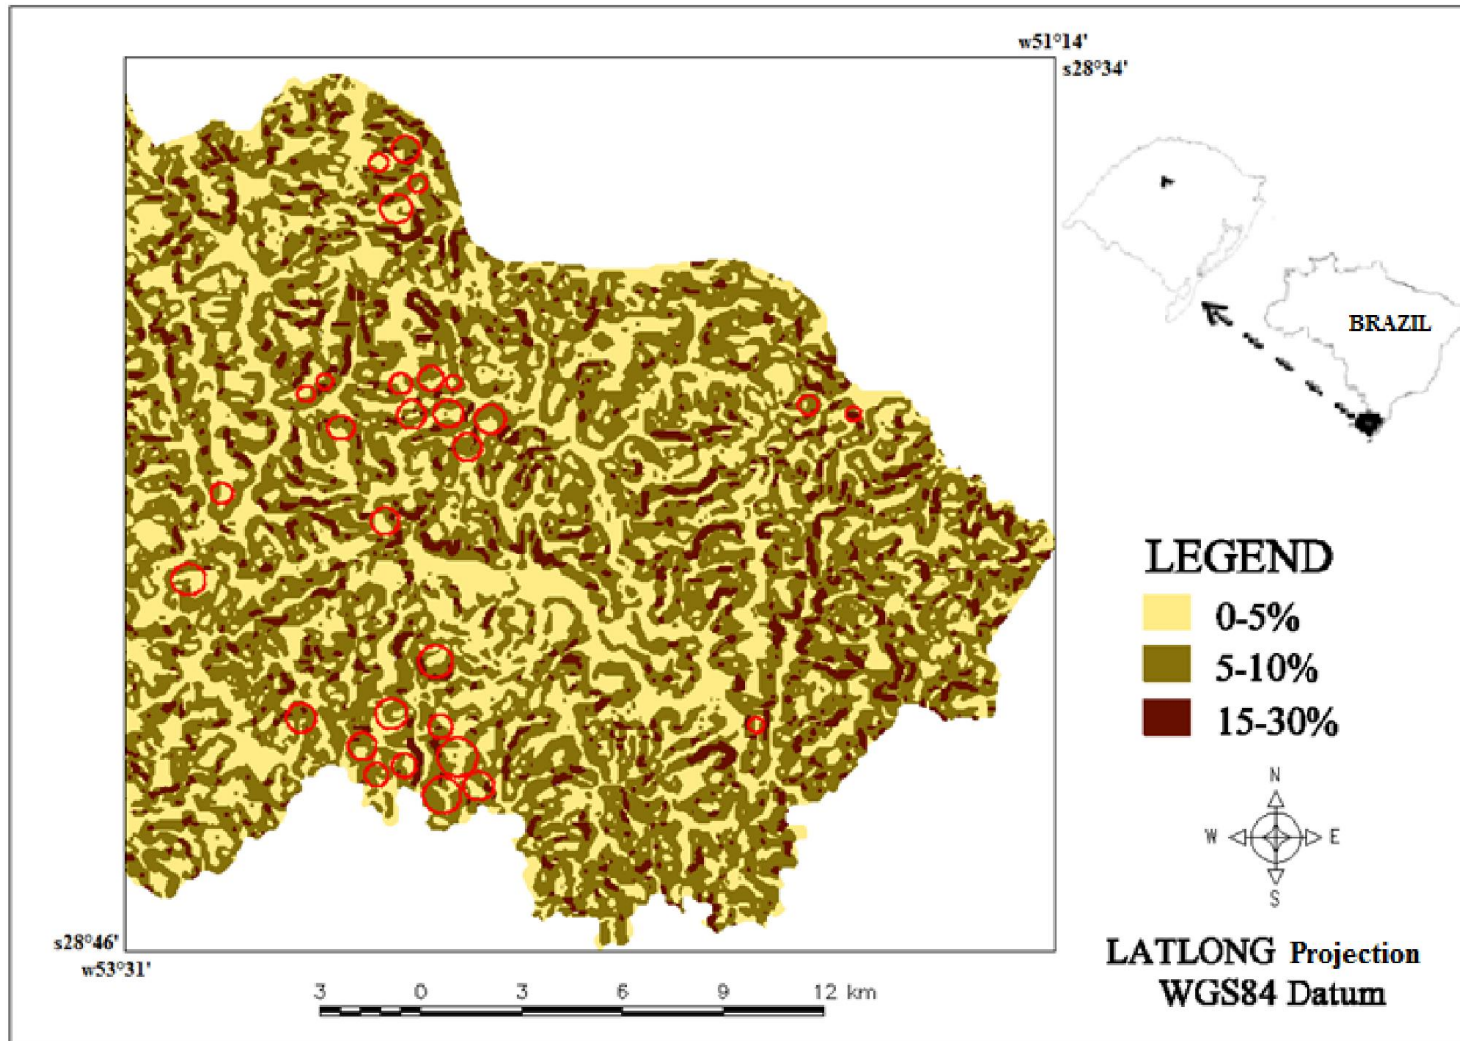 w51°14'
s28°34'
BRAZIL
LEGEND
0-5%
5-10%
15-30%
N
W E
S
s28°46'
w53°31'
LATLONG Projection
WGS84 Datum
3 0 3 6 9 12 km